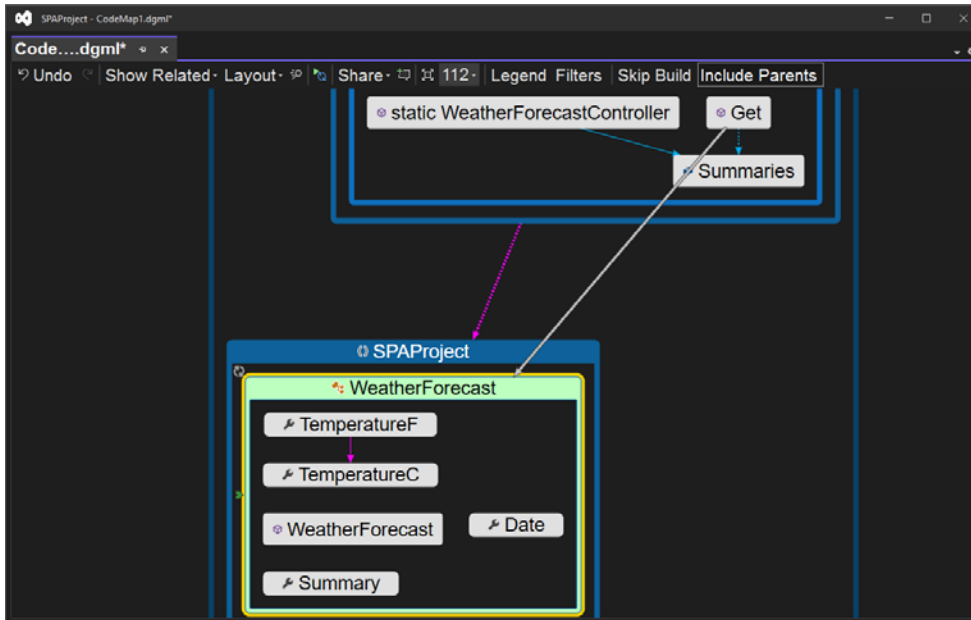 SPAProject - CodeMap1.dgml*
Code....dgml*
Undo Show Related Layout Share 112 Legend Filters Skip Build Include Parents
static WeatherForecastController Get
Summaries
SPAProject
WeatherForecast
TemperatureF
TemperatureC
WeatherForecast Date
Summary